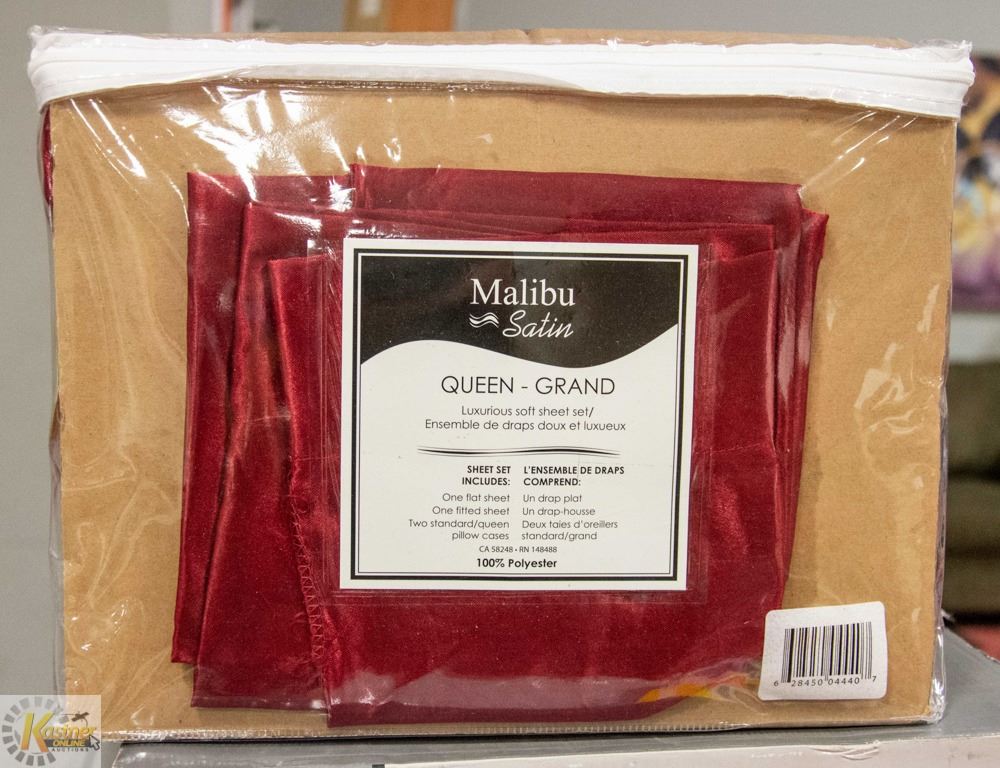 Malibu
Satin
QUEEN - GRAND
Luxurious soft sheet set/
Ensemble de draps doux et luxueux
SHEET SET
INCLUDES:
One flat sheet
One fitted sheet
Two standard/queen
pillow cases
L'ENSEMBLE DE DRAPS
COMPREND:
Un drap plat
Un drap-housse
Deux taies d'oreillers
standard/grand
CA 58248 • RN 148488
100% Polyester
6 28450 04440 7
Kastner
ONLINE
AUCTIONS